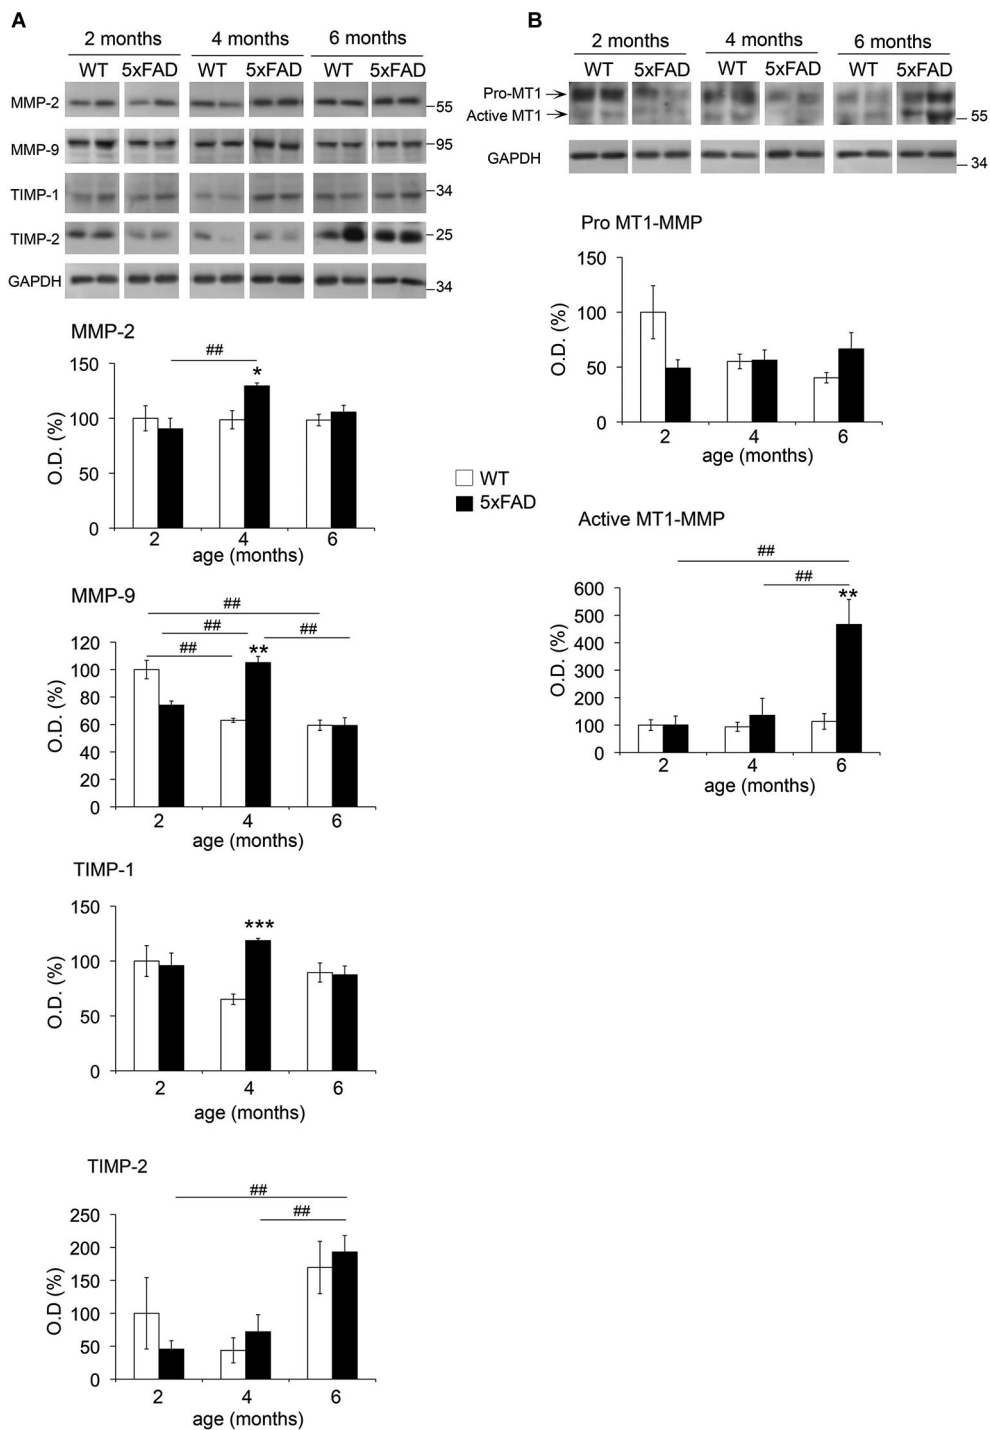 A
2 months 4 months 6 months
WT 5xFAD WT 5xFAD WT 5xFAD
MMP-2 55
MMP-9 95
TIMP-1 34
TIMP-2 25
GAPDH 34
MMP-2
##
*
150
100
50
0
O.D. (%)
2 4 6
age (months)
MMP-9
##
## ##
##
**
120
100
80
60
40
20
0
O.D. (%)
2 4 6
age (months)
TIMP-1
***
150
100
50
0
O.D. (%)
2 4 6
age (months)
TIMP-2
##
##
250
200
150
100
50
0
O.D (%)
2 4 6
age (months)
WT
5xFAD
B
2 months 4 months 6 months
WT 5xFAD WT 5xFAD WT 5xFAD
Pro-MT1
Active MT1 55
GAPDH 34
Pro MT1-MMP
150
100
50
0
O.D. (%)
2 4 6
age (months)
Active MT1-MMP
##
##
**
600
500
400
300
200
100
0
O.D. (%)
2 4 6
age (months)